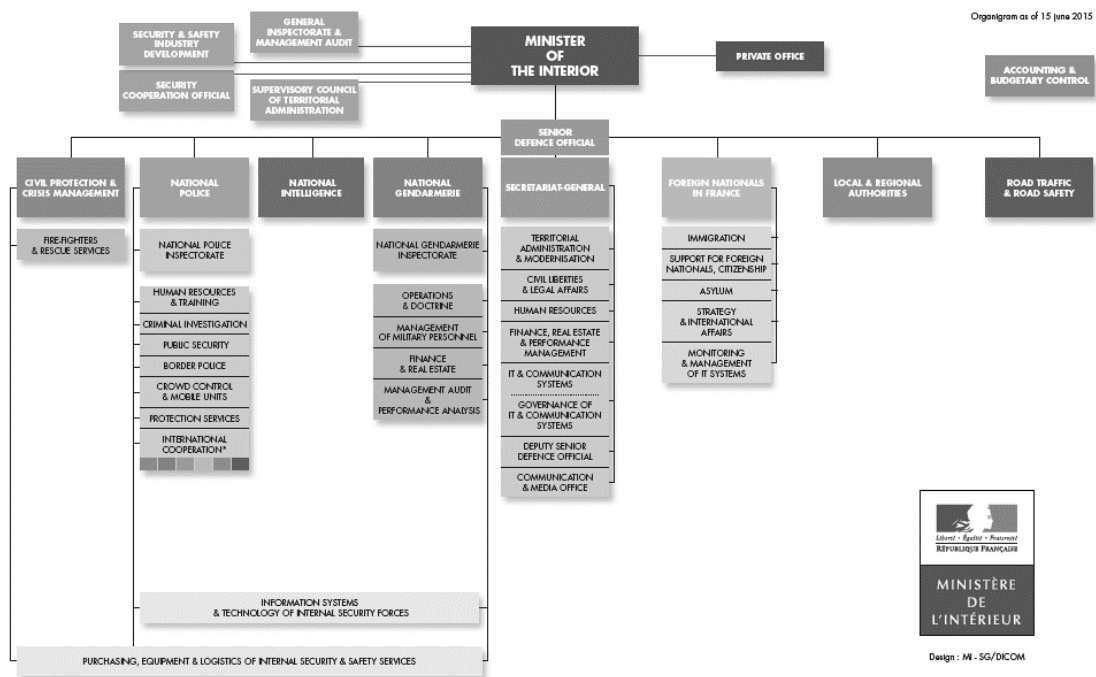 Organigram as of 15 june 2015
SECURITY & SAFETY
INDUSTRY
DEVELOPMENT
GENERAL
INSPECTORATE &
MANAGEMENT AUDIT
MINISTER
OF
THE INTERIOR
PRIVATE OFFICE
SECURITY
COOPERATION OFFICIAL
SUPERVISORY COUNCIL
OF TERRITORIAL
ADMINISTRATION
ACCOUNTING &
BUDGETARY CONTROL
SENIOR
DEFENCE OFFICIAL
CIVIL PROTECTION &
CRISIS MANAGEMENT
NATIONAL
POLICE
NATIONAL
INTELLIGENCE
NATIONAL
GENDARMERIE
SECRETARIAT-GENERAL
FOREIGN NATIONALS
IN FRANCE
LOCAL & REGIONAL
AUTHORITIES
ROAD TRAFFIC
& ROAD SAFETY
FIRE-FIGHTERS
& RESCUE SERVICES
NATIONAL POLICE
INSPECTORATE
HUMAN RESOURCES
& TRAINING
CRIMINAL INVESTIGATION
PUBLIC SECURITY
BORDER POLICE
CROWD CONTROL
& MOBILE UNITS
PROTECTION SERVICES
INTERNATIONAL
COOPERATION*
NATIONAL GENDARMERIE
INSPECTORATE
OPERATIONS
& DOCTRINE
MANAGEMENT
OF MILITARY PERSONNEL
FINANCE
& REAL ESTATE
MANAGEMENT AUDIT
&
PERFORMANCE ANALYSIS
TERRITORIAL
ADMINISTRATION
& MODERNISATION
CIVIL LIBERTIES
& LEGAL AFFAIRS
HUMAN RESOURCES
FINANCE, REAL ESTATE
& PERFORMANCE
MANAGEMENT
IT & COMMUNICATION
SYSTEMS
GOVERNANCE OF
IT & COMMUNICATION
SYSTEMS
DEPUTY SENIOR
DEFENCE OFFICIAL
COMMUNICATION
& MEDIA OFFICE
IMMIGRATION
SUPPORT FOR FOREIGN
NATIONALS, CITIZENSHIP
ASYLUM
STRATEGY
& INTERNATIONAL
AFFAIRS
MONITORING
& MANAGEMENT
OF IT SYSTEMS
INFORMATION SYSTEMS
& TECHNOLOGY OF INTERNAL SECURITY FORCES
PURCHASING, EQUIPMENT & LOGISTICS OF INTERNAL SECURITY & SAFETY SERVICES
Liberté • Égalité • Fraternité
RÉPUBLIQUE FRANÇAISE
MINISTÈRE
DE
L'INTÉRIEUR
Design : MI - SG/DICOM